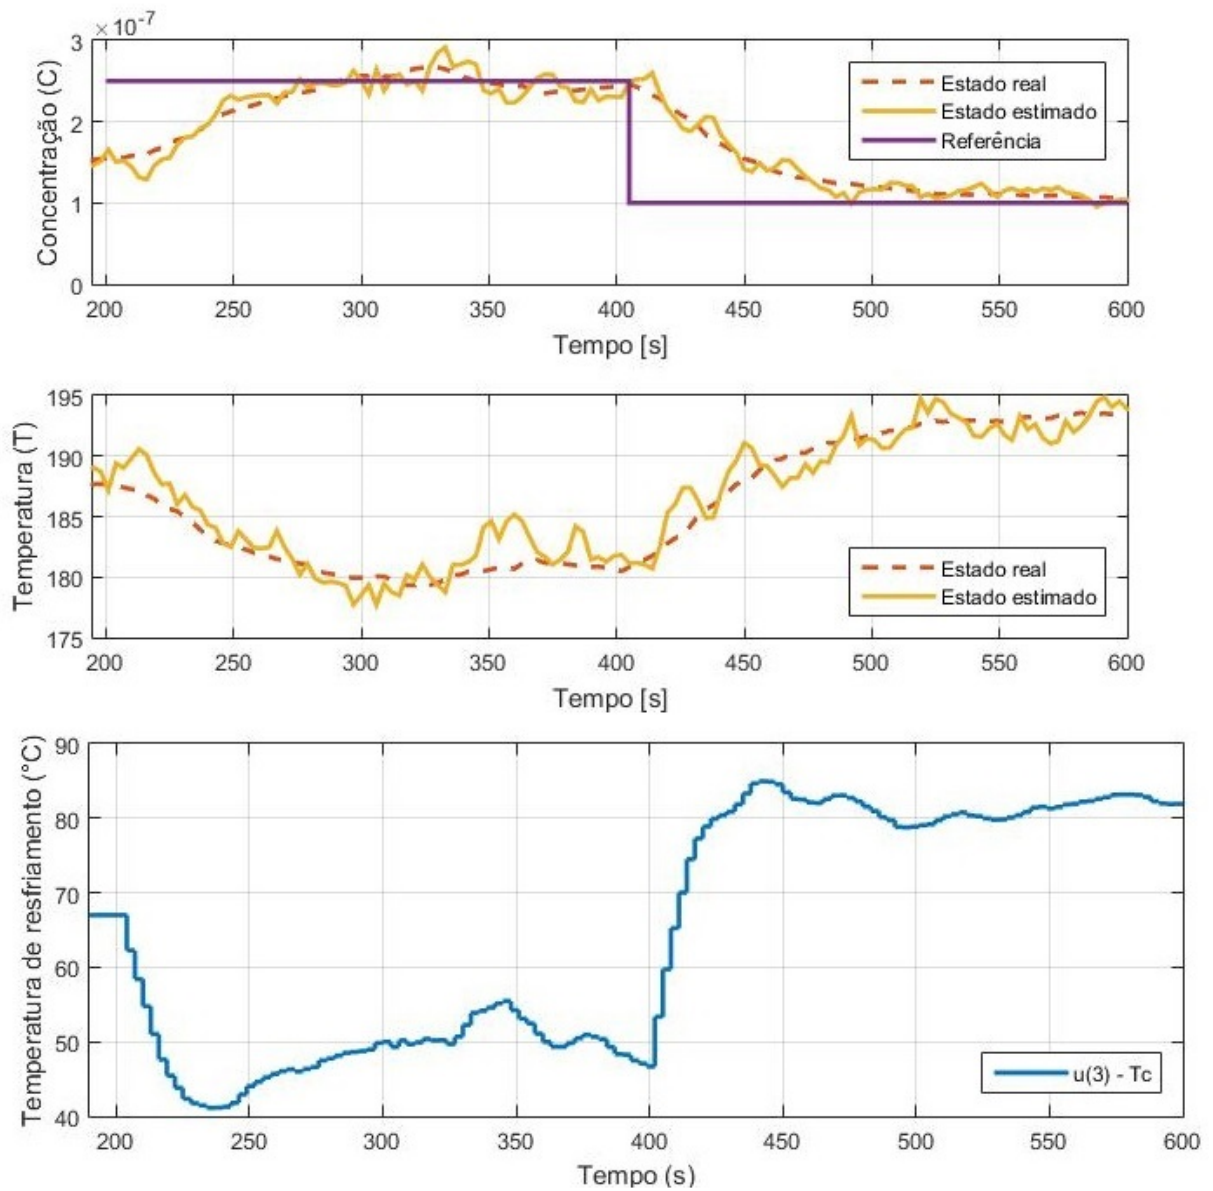 ×10⁻⁷
3
2
1
0
Concentração (C)
Estado real
Estado estimado
Referência
200 250 300 350 400 450 500 550 600
Tempo [s]
195
190
185
180
175
Temperatura (T)
Estado real
Estado estimado
200 250 300 350 400 450 500 550 600
Tempo [s]
90
80
70
60
50
40
Temperatura de resfriamento (°C)
u(3) - Tc
200 250 300 350 400 450 500 550 600
Tempo (s)